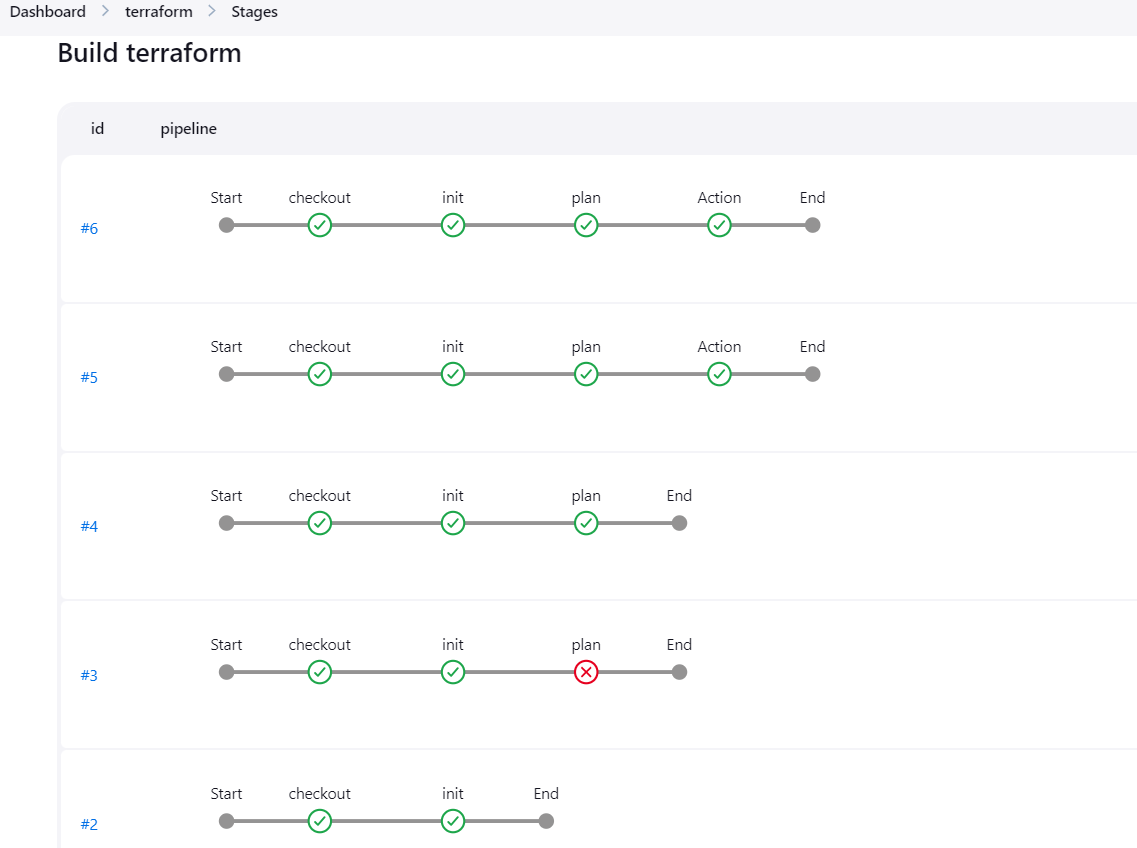 Dashboard > terraform > Stages
Build terraform
id pipeline
Start checkout init plan Action End
#6
Start checkout init plan Action End
#5
Start checkout init plan End
#4
Start checkout init plan End
#3
Start checkout init End
#2